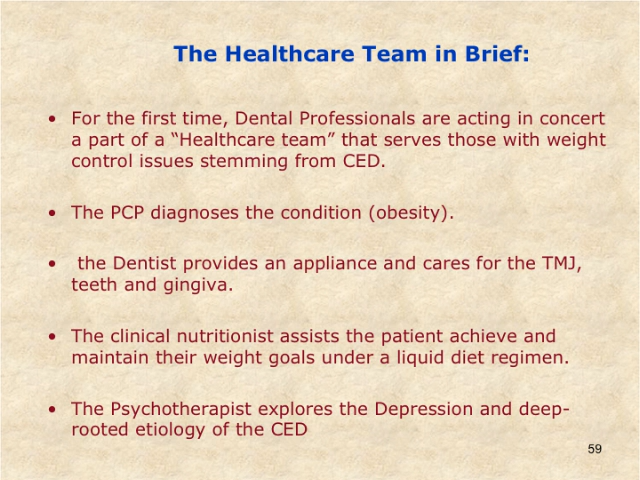 The Healthcare Team in Brief:
• For the first time, Dental Professionals are acting in concert
a part of a “Healthcare team” that serves those with weight
control issues stemming from CED.
• The PCP diagnoses the condition (obesity).
• the Dentist provides an appliance and cares for the TMJ,
teeth and gingiva.
• The clinical nutritionist assists the patient achieve and
maintain their weight goals under a liquid diet regimen.
• The Psychotherapist explores the Depression and deep-
rooted etiology of the CED
59